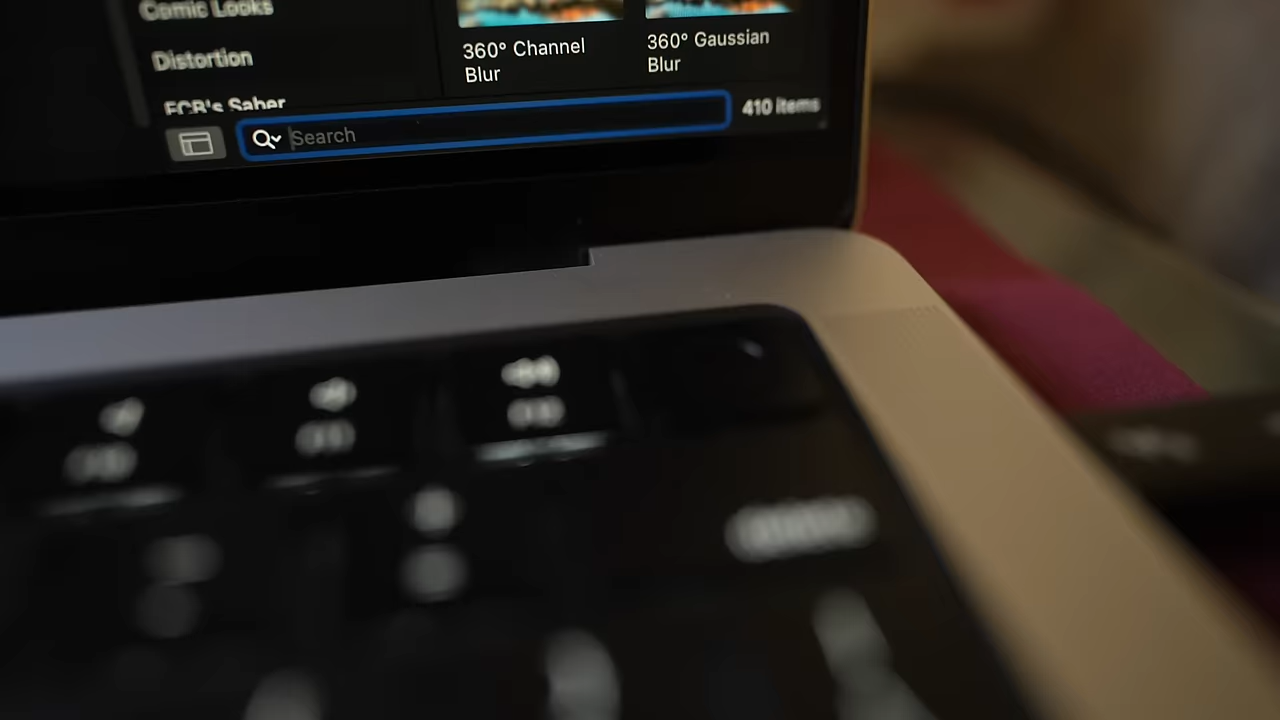 Comic Looks
Distortion
FCB's Saber
360° Channel
Blur
360° Gaussian
Blur
Search
410 items